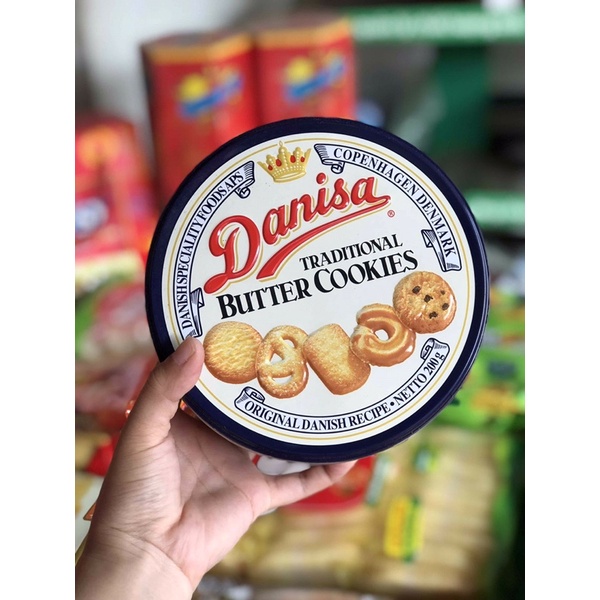 DANISH SPECIALITY FOODS APS
COPENHAGEN DENMARK
Danisa®
TRADITIONAL
BUTTER COOKIES
ORIGINAL DANISH RECIPE • NETTO 200g